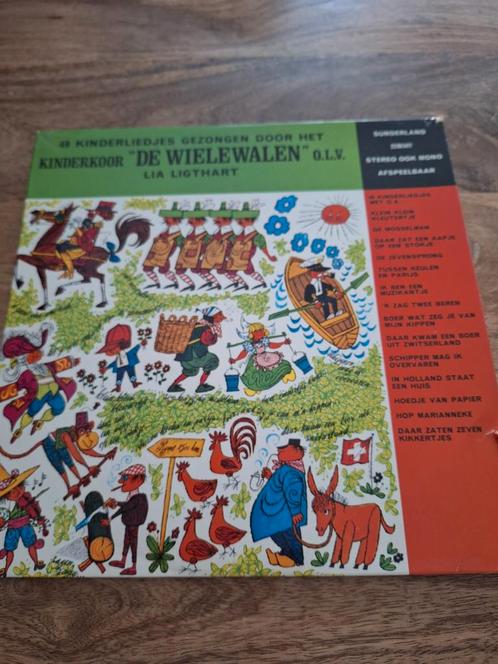 49 KINDERLIEDJES GEZONGEN DOOR HET
KINDERKOOR "DE WIELEWALEN" O.L.V.
LIA LIGTHART
SUNDERLAND
STEREO OOK MONO
AFSPEELBAAR
KINDERLIEDJES
MET O.A.
KLEIN KLEIN
KLEUTERTJE
DE MOSSELMAN
DAAR ZAT EEN AAPJE
OP EEN STOKJE
DE ZEVENSPRONG
TUSSEN KEULEN
EN PARIJS
IK BEN EEN
MUZIKANTJE
'K ZAG TWEE BEREN
BOER WAT ZEG JE VAN
MIJN KIPPEN
DAAR KWAM EEN BOER
UIT ZWITSERLAND
SCHIPPER MAG IK
OVERVAREN
IN HOLLAND STAAT
EEN HUIS
HOEDJE VAN PAPIER
HOP MARIANNEKE
DAAR ZATEN ZEVEN
KIKKERTJES